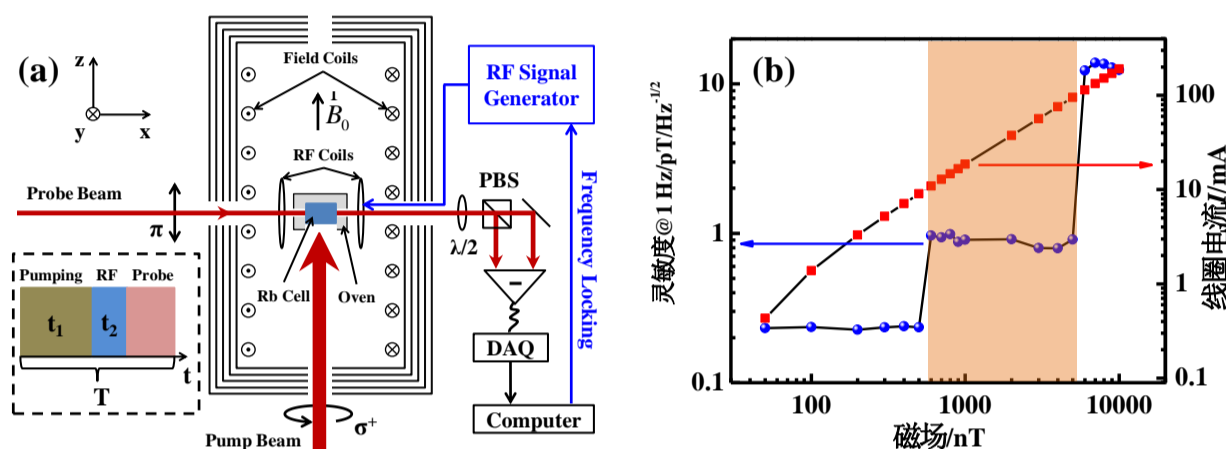 (a)
z
y
x
Field Coils
B0
RF Coils
RF Signal
Generator
Probe Beam
π
PBS
λ/2
Frequency Locking
Rb Cell
Oven
Pumping RF Probe
t1 t2
T
t
−
DAQ
Computer
σ+
Pump Beam
(b)
灵敏度@1 Hz/pT/Hz-1/2
10
1
0.1
线圈电流I/mA
100
10
1
0.1
100
1000
10000
磁场/nT